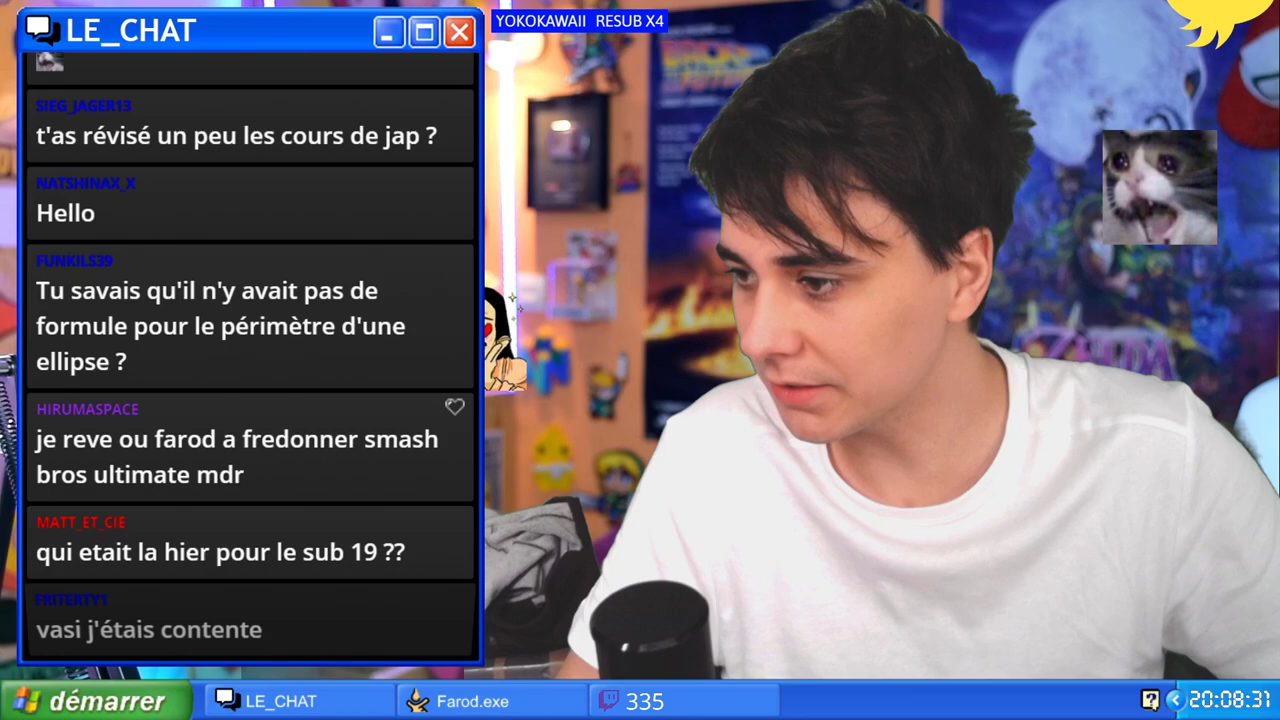 LE_CHAT
YOKOKAWAII RESUB X4
SIEG_JAGER13
t'as révisé un peu les cours de jap ?
NATSHINAX_X
Hello
FUNKILS39
Tu savais qu'il n'y avait pas de
formule pour le périmètre d'une
ellipse ?
HIRUMASPACE
je reve ou farod a fredonner smash
bros ultimate mdr
MATT_ET_CIE
qui etait la hier pour le sub 19 ??
FRITERTY1
vasi j'étais contente
BACK
FUTURE
démarrer
LE_CHAT
Farod.exe
335
20:08:31